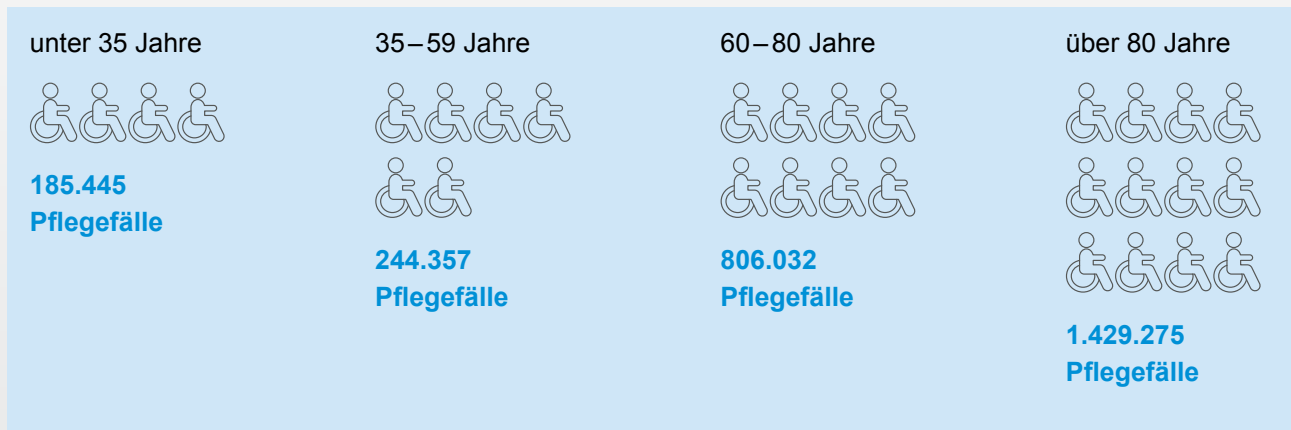 unter 35 Jahre
185.445
Pflegefälle
35–59 Jahre
244.357
Pflegefälle
60–80 Jahre
806.032
Pflegefälle
über 80 Jahre
1.429.275
Pflegefälle